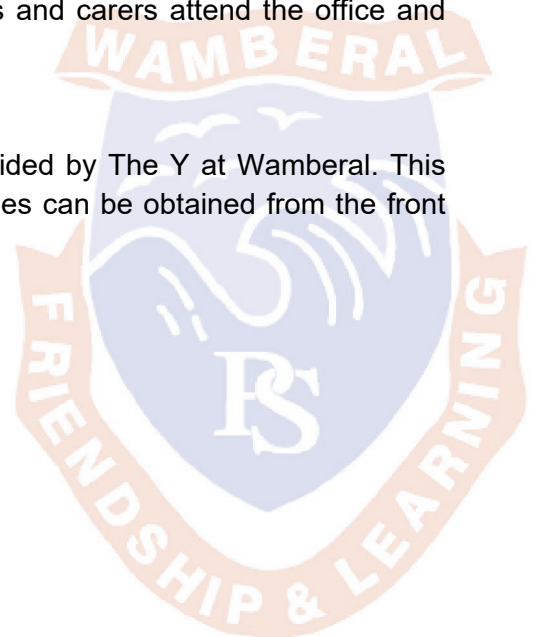 s and carers attend the office and
WAMBERAL
ided by The Y at Wamberal. This
es can be obtained from the front
PS
FRIENDSHIP & LEARNING